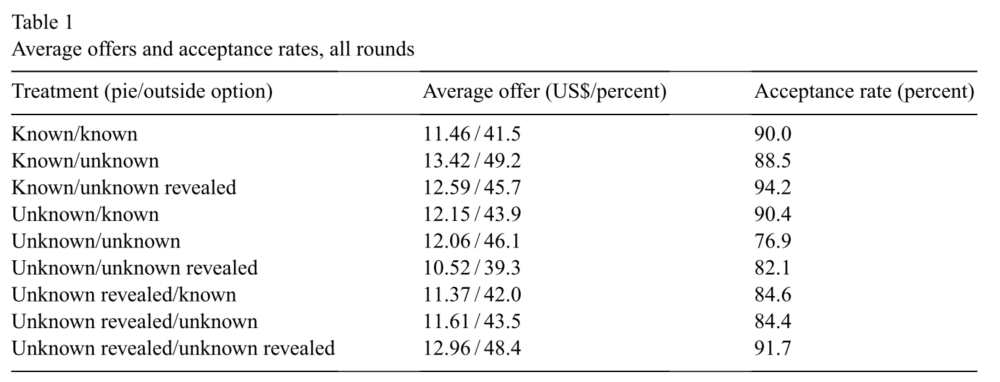 Table 1
Average offers and acceptance rates, all rounds
Treatment (pie/outside option) Average offer (US$/percent) Acceptance rate (percent)
Known/known 11.46 / 41.5 90.0
Known/unknown 13.42 / 49.2 88.5
Known/unknown revealed 12.59 / 45.7 94.2
Unknown/known 12.15 / 43.9 90.4
Unknown/unknown 12.06 / 46.1 76.9
Unknown/unknown revealed 10.52 / 39.3 82.1
Unknown revealed/known 11.37 / 42.0 84.6
Unknown revealed/unknown 11.61 / 43.5 84.4
Unknown revealed/unknown revealed 12.96 / 48.4 91.7